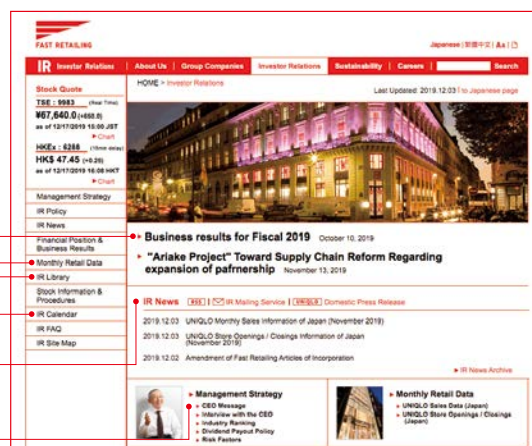 FAST RETAILING
Japanese | 繁體中文 | Aa |
IR Investor Relations
About Us | Group Companies
Investor Relations
Sustainability | Careers |
Search
Stock Quote
TSE : 9983 (Real Time)
¥67,640.0 (+650.0)
as of 12/17/2019 15:00 JST
Chart
HKEx : 6288 (15min delay)
HK$ 47.45 (+0.25)
as of 12/17/2019 16:08 HKT
Chart
Management Strategy
IR Policy
IR News
Financial Position &
Business Results
Monthly Retail Data
IR Library
Stock Information &
Procedures
IR Calendar
IR FAQ
IR Site Map
HOME > Investor Relations
Last Updated: 2019.12.03 | to Japanese page
Business results for Fiscal 2019 October 10, 2019
"Ariake Project" Toward Supply Chain Reform Regarding
expansion of pafrnership November 13, 2019
IR News RSS | IR Mailing Service | UNIQLO Domestic Press Release
2019.12.03 UNIQLO Monthly Sales Information of Japan (November 2019)
2019.12.03 UNIQLO Store Openings / Closings Information of Japan
(November 2019)
2019.12.02 Amendment of Fast Retailing Articles of Incorporation
IR News Archive
Management Strategy
CEO Message
Interview with the CEO
Industry Ranking
Dividend Payout Policy
Risk Factors
Monthly Retail Data
UNIQLO Sales Data (Japan)
UNIQLO Store Openings / Closings
(Japan)